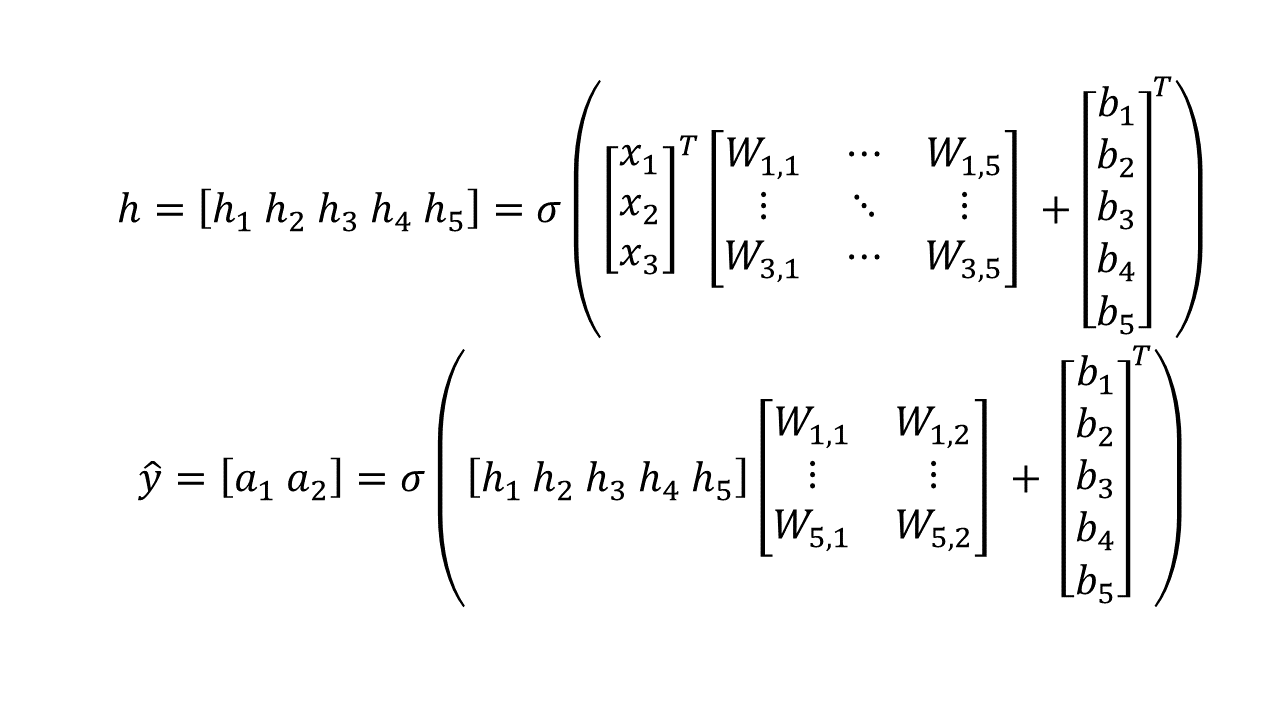 h = [h₁ h₂ h₃ h₄ h₅] = σ([x₁ x₂ x₃]ᵀ [W₁,₁ ⋯ W₁,₅ ⋮ ⋱ ⋮ W₃,₁ ⋯ W₃,₅] + [b₁ b₂ b₃ b₄ b₅]ᵀ)
ŷ = [a₁ a₂] = σ([h₁ h₂ h₃ h₄ h₅] [W₁,₁ W₁,₂ ⋮ ⋮ W₅,₁ W₅,₂] + [b₁ b₂ b₃ b₄ b₅]ᵀ)